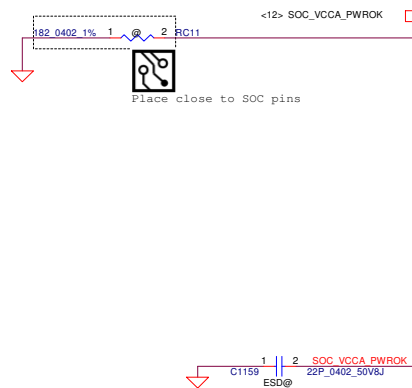 <12> SOC_VCCA_PWROK
182_0402_1% 1 @ 2 RC11
Place close to SOC pins
1 2 SOC_VCCA_PWROK
C1159 22P_0402_50V8J
ESD@